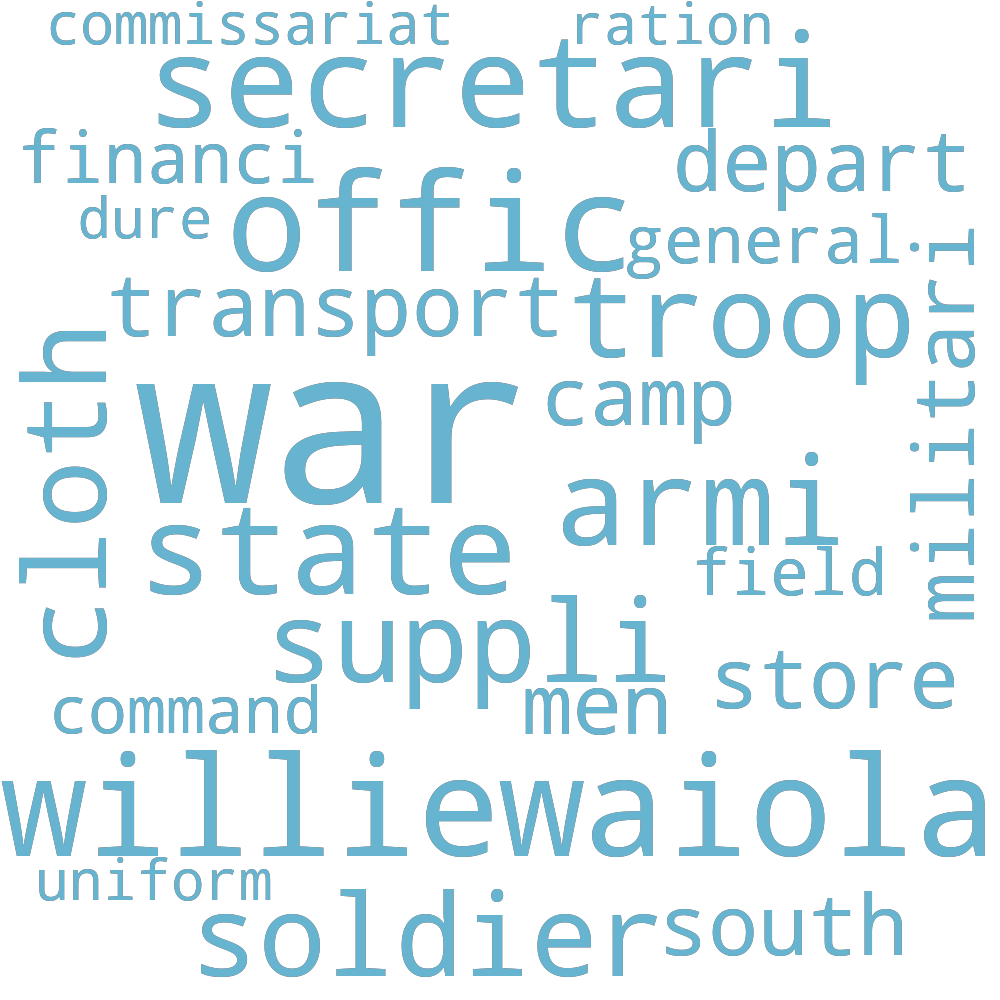 commissariat
ration
secretari
financi
depart
offic
dure
general
militari
transport
troop
cloth
war
camp
armi
state
field
suppli
store
command
men
williewaiola
uniform
soldier
south